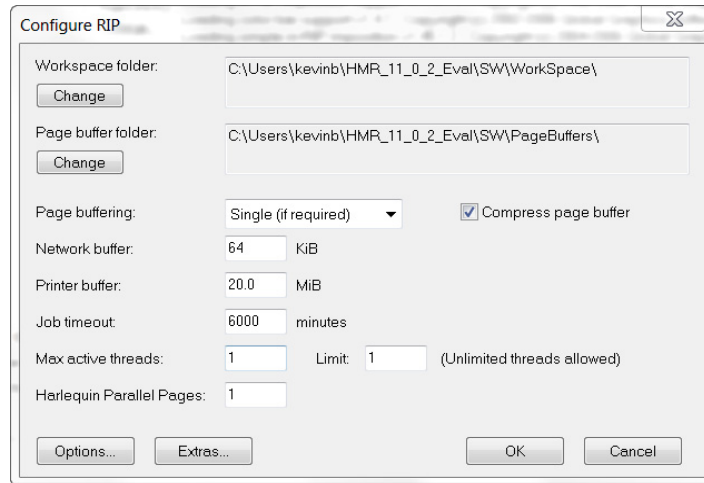 Configure RIP
Workspace folder: C:\Users\kevinb\HMR_11_0_2_Eval\SW\WorkSpace\
Change
Page buffer folder: C:\Users\kevinb\HMR_11_0_2_Eval\SW\PageBuffers\
Change
Page buffering: Single (if required) Compress page buffer
Network buffer: 64 KiB
Printer buffer: 20.0 MiB
Job timeout: 6000 minutes
Max active threads: 1 Limit: 1 (Unlimited threads allowed)
Harlequin Parallel Pages: 1
Options... Extras... OK Cancel